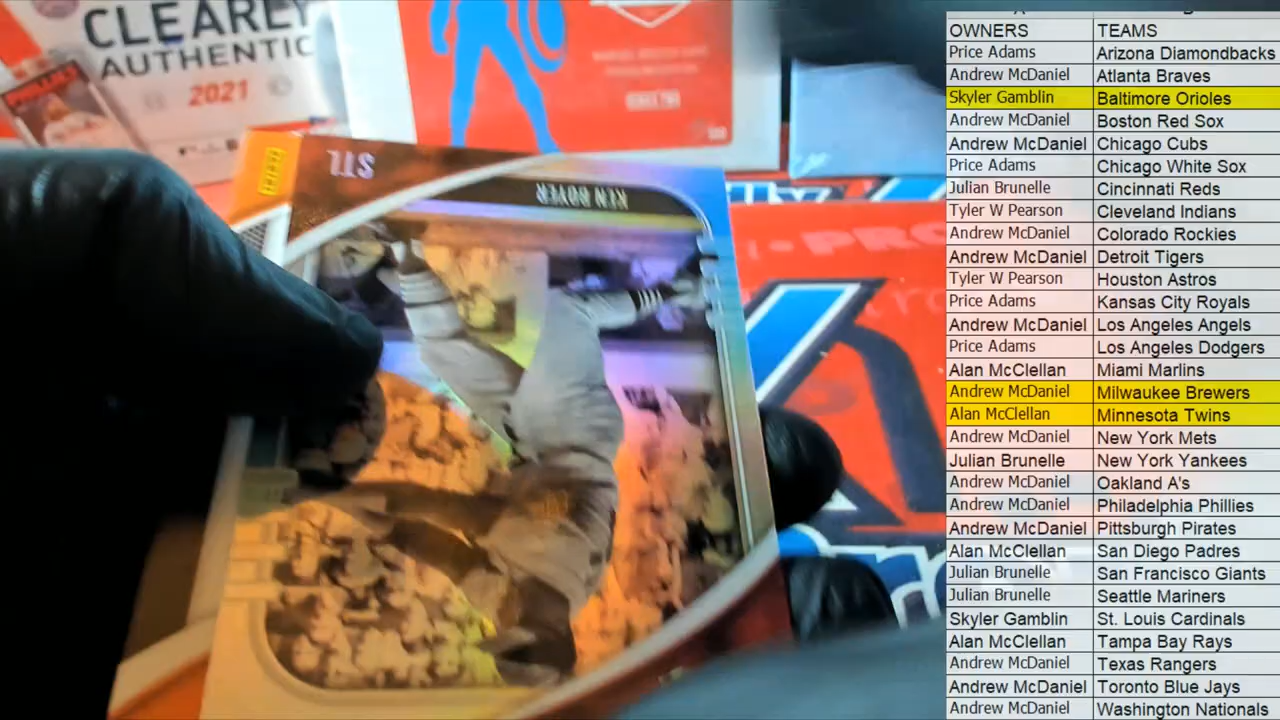 CLEARLY
AUTHENTIC
2021
STL
KEN BOYER
OWNERS TEAMS
Price Adams Arizona Diamondbacks
Andrew McDaniel Atlanta Braves
Skyler Gamblin Baltimore Orioles
Andrew McDaniel Boston Red Sox
Andrew McDaniel Chicago Cubs
Price Adams Chicago White Sox
Julian Brunelle Cincinnati Reds
Tyler W Pearson Cleveland Indians
Andrew McDaniel Colorado Rockies
Andrew McDaniel Detroit Tigers
Tyler W Pearson Houston Astros
Price Adams Kansas City Royals
Andrew McDaniel Los Angeles Angels
Price Adams Los Angeles Dodgers
Alan McClellan Miami Marlins
Andrew McDaniel Milwaukee Brewers
Alan McClellan Minnesota Twins
Andrew McDaniel New York Mets
Julian Brunelle New York Yankees
Andrew McDaniel Oakland A's
Andrew McDaniel Philadelphia Phillies
Andrew McDaniel Pittsburgh Pirates
Alan McClellan San Diego Padres
Julian Brunelle San Francisco Giants
Julian Brunelle Seattle Mariners
Skyler Gamblin St. Louis Cardinals
Alan McClellan Tampa Bay Rays
Andrew McDaniel Texas Rangers
Andrew McDaniel Toronto Blue Jays
Andrew McDaniel Washington Nationals